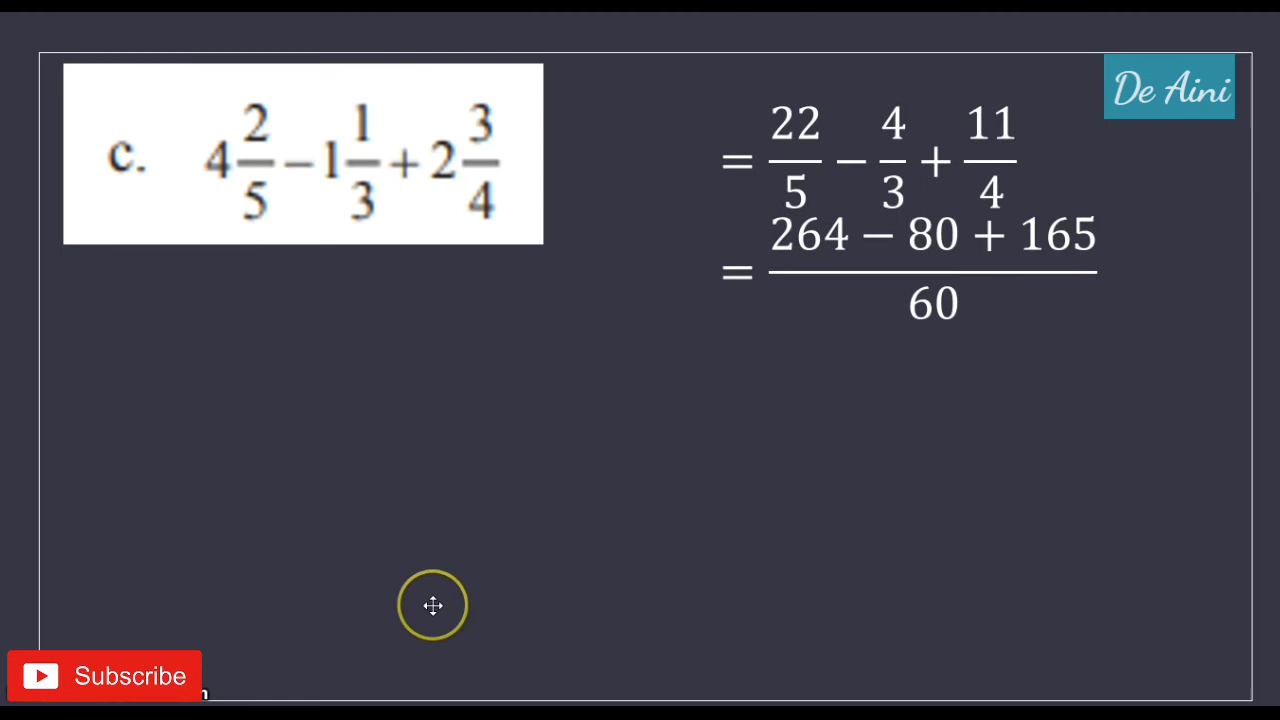 De Aini
c. 4 2/5 − 1 1/3 + 2 3/4
= 22/5 − 4/3 + 11/4
= (264 − 80 + 165)/60
Subscribe